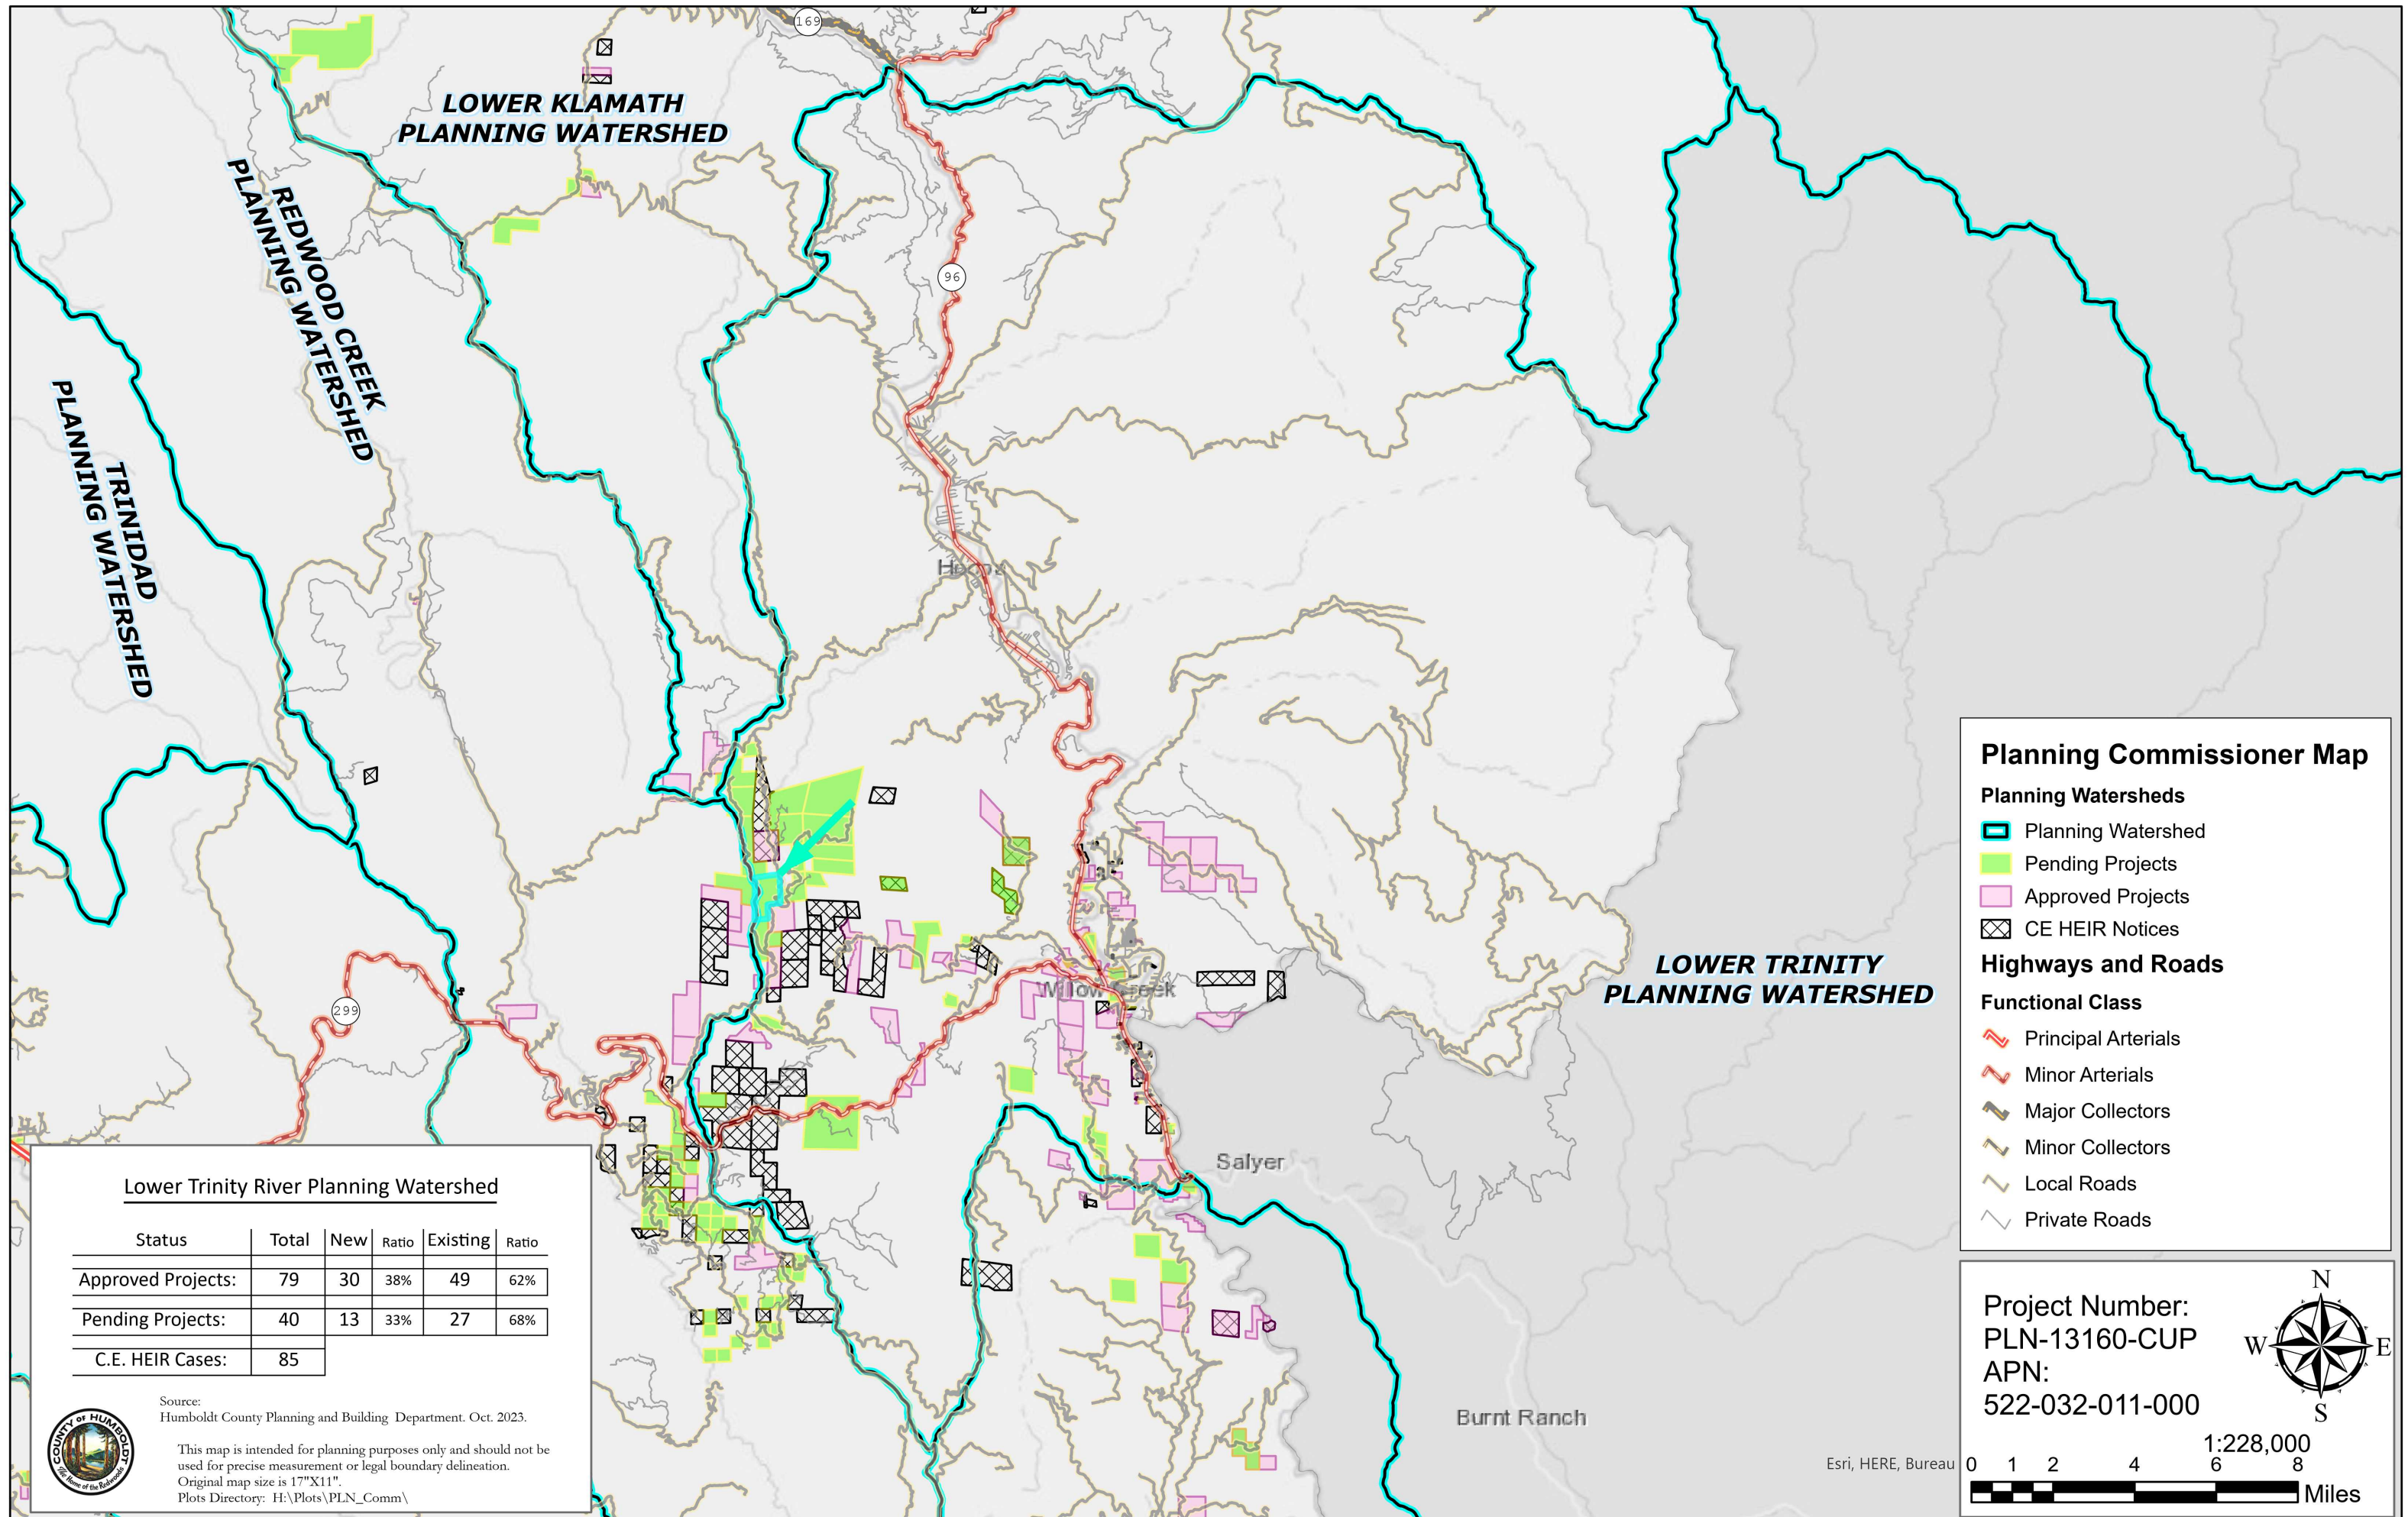 169
LOWER KLAMATH
PLANNING WATERSHED
REDWOOD CREEK
PLANNING WATERSHED
TRINIDAD
PLANNING WATERSHED
96
Hoopa
299
Willow Creek
LOWER TRINITY
PLANNING WATERSHED
Salyer
Burnt Ranch
Esri, HERE, Bureau
Planning Commissioner Map
Planning Watersheds
Planning Watershed
Pending Projects
Approved Projects
CE HEIR Notices
Highways and Roads
Functional Class
Principal Arterials
Minor Arterials
Major Collectors
Minor Collectors
Local Roads
Private Roads
Project Number:
PLN-13160-CUP
APN:
522-032-011-000
N
W E
S
1:228,000
0 1 2 4 6 8
Miles
Lower Trinity River Planning Watershed
Status Total New Ratio Existing Ratio
Approved Projects: 79 30 38% 49 62%
Pending Projects: 40 13 33% 27 68%
C.E. HEIR Cases: 85
Source:
Humboldt County Planning and Building Department. Oct. 2023.
This map is intended for planning purposes only and should not be
used for precise measurement or legal boundary delineation.
Original map size is 17"X11".
Plots Directory: H:\Plots\PLN_Comm\
COUNTY OF HUMBOLDT
The Home of the Redwoods